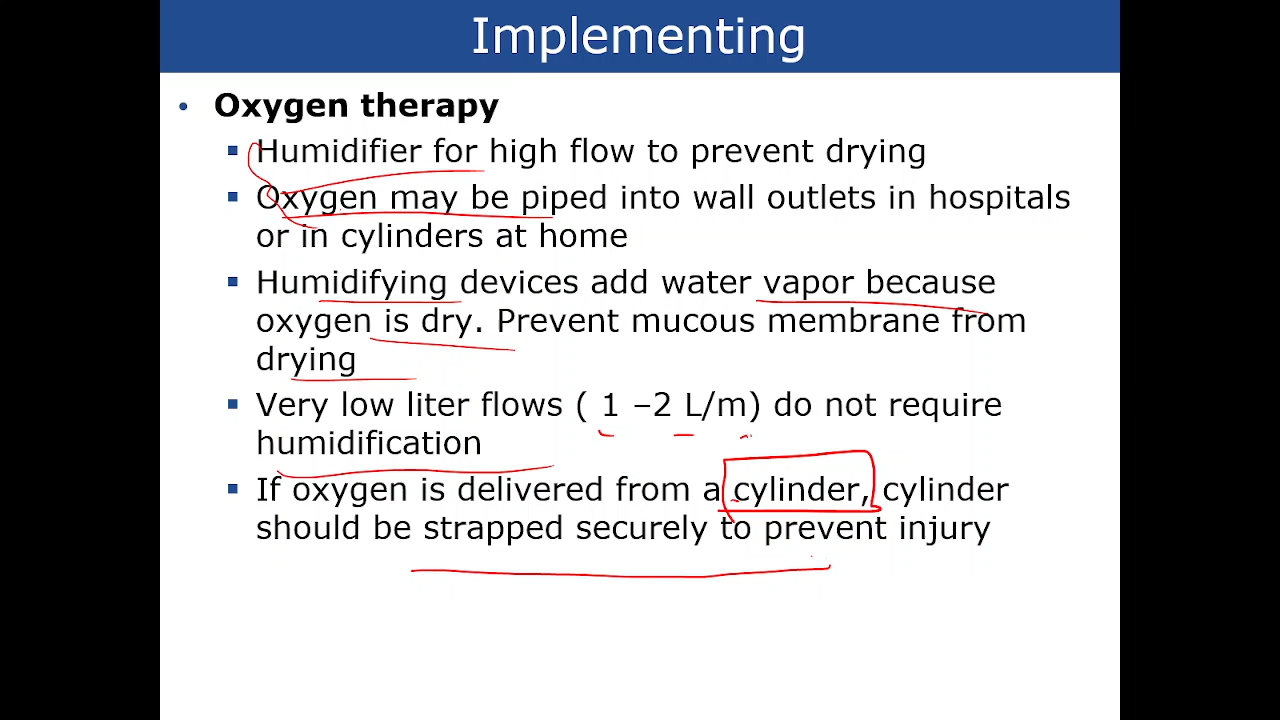 Implementing
• Oxygen therapy
▪ Humidifier for high flow to prevent drying
▪ Oxygen may be piped into wall outlets in hospitals
or in cylinders at home
▪ Humidifying devices add water vapor because
oxygen is dry. Prevent mucous membrane from
drying
▪ Very low liter flows ( 1 –2 L/m) do not require
humidification
▪ If oxygen is delivered from a cylinder, cylinder
should be strapped securely to prevent injury